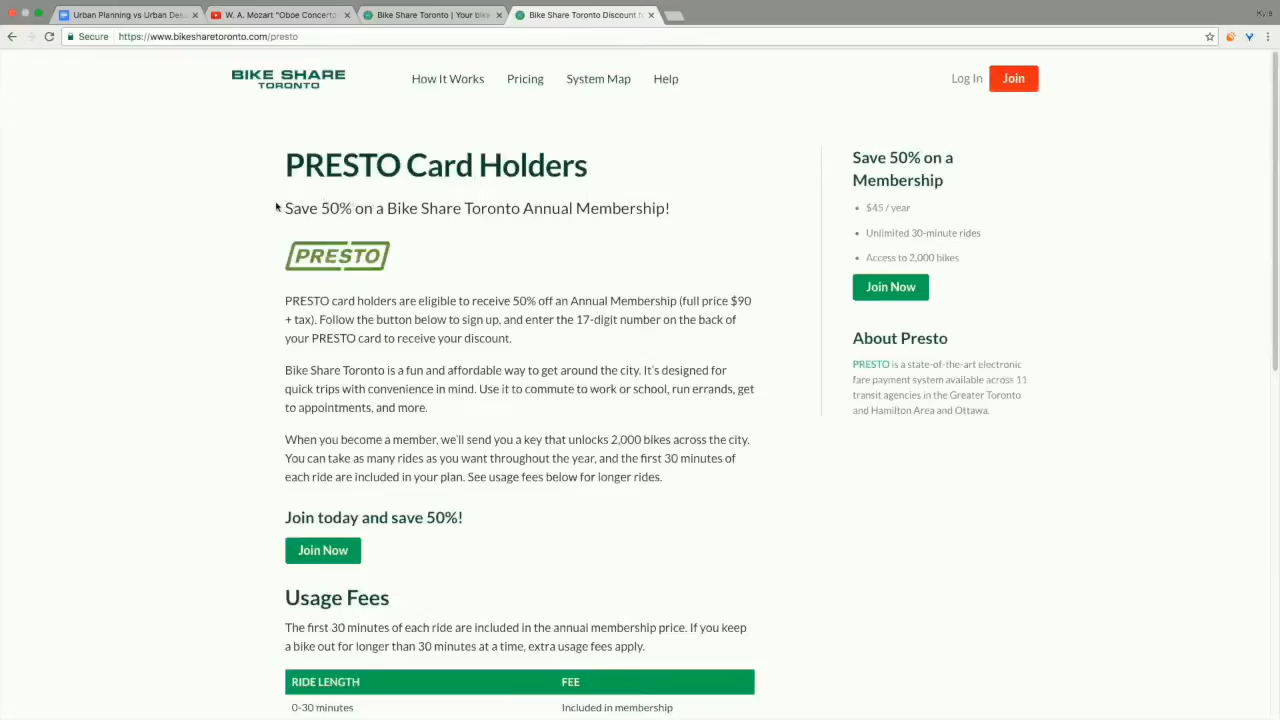 Urban Planning vs Urban Des
W. A. Mozart "Oboe Concerto
Bike Share Toronto | Your bike
Bike Share Toronto Discount f
Kyle
Secure https://www.bikesharetoronto.com/presto
BIKE SHARE
TORONTO
How It Works
Pricing
System Map
Help
Log In
Join
PRESTO Card Holders
Save 50% on a Bike Share Toronto Annual Membership!
PRESTO
PRESTO card holders are eligible to receive 50% off an Annual Membership (full price $90
+ tax). Follow the button below to sign up, and enter the 17-digit number on the back of
your PRESTO card to receive your discount.
Bike Share Toronto is a fun and affordable way to get around the city. It's designed for
quick trips with convenience in mind. Use it to commute to work or school, run errands, get
to appointments, and more.
When you become a member, we'll send you a key that unlocks 2,000 bikes across the city.
You can take as many rides as you want throughout the year, and the first 30 minutes of
each ride are included in your plan. See usage fees below for longer rides.
Join today and save 50%!
Join Now
Usage Fees
The first 30 minutes of each ride are included in the annual membership price. If you keep
a bike out for longer than 30 minutes at a time, extra usage fees apply.
RIDE LENGTH FEE
0-30 minutes Included in membership
Save 50% on a
Membership
• $45 / year
• Unlimited 30-minute rides
• Access to 2,000 bikes
Join Now
About Presto
PRESTO is a state-of-the-art electronic
fare payment system available across 11
transit agencies in the Greater Toronto
and Hamilton Area and Ottawa.